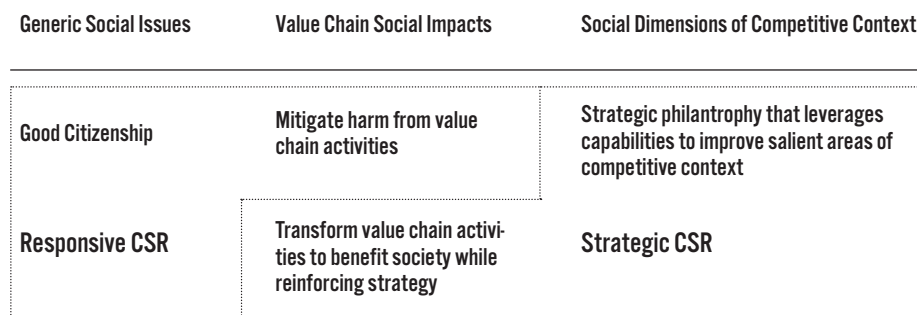 Generic Social Issues
Value Chain Social Impacts
Social Dimensions of Competitive Context
Good Citizenship
Mitigate harm from value
chain activities
Strategic philantrophy that leverages
capabilities to improve salient areas of
competitive context
Responsive CSR
Transform value chain activi-
ties to benefit society while
reinforcing strategy
Strategic CSR